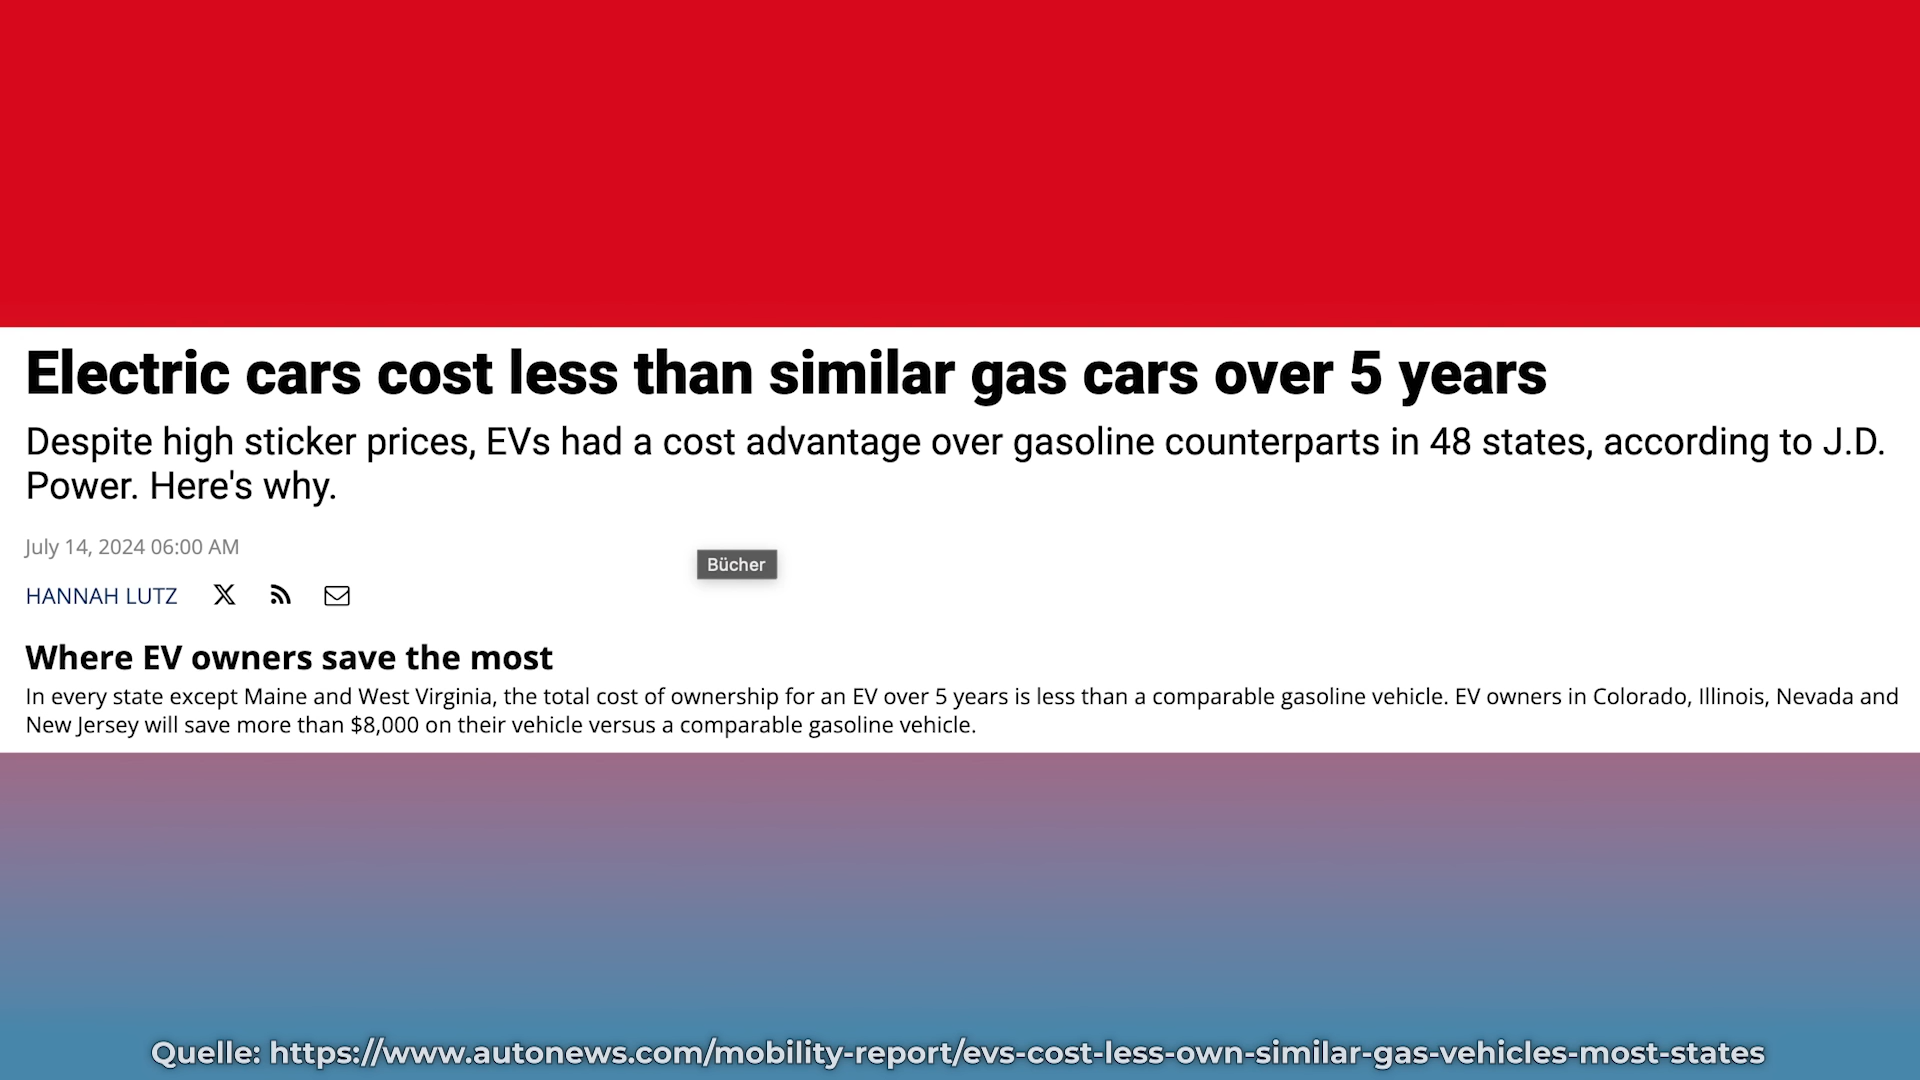 Electric cars cost less than similar gas cars over 5 years
Despite high sticker prices, EVs had a cost advantage over gasoline counterparts in 48 states, according to J.D.
Power. Here's why.
July 14, 2024 06:00 AM
Bücher
HANNAH LUTZ
Where EV owners save the most
In every state except Maine and West Virginia, the total cost of ownership for an EV over 5 years is less than a comparable gasoline vehicle. EV owners in Colorado, Illinois, Nevada and
New Jersey will save more than $8,000 on their vehicle versus a comparable gasoline vehicle.
Quelle: https://www.autonews.com/mobility-report/evs-cost-less-own-similar-gas-vehicles-most-states